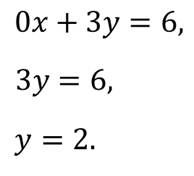 0x + 3y = 6,
3y = 6,
y = 2.